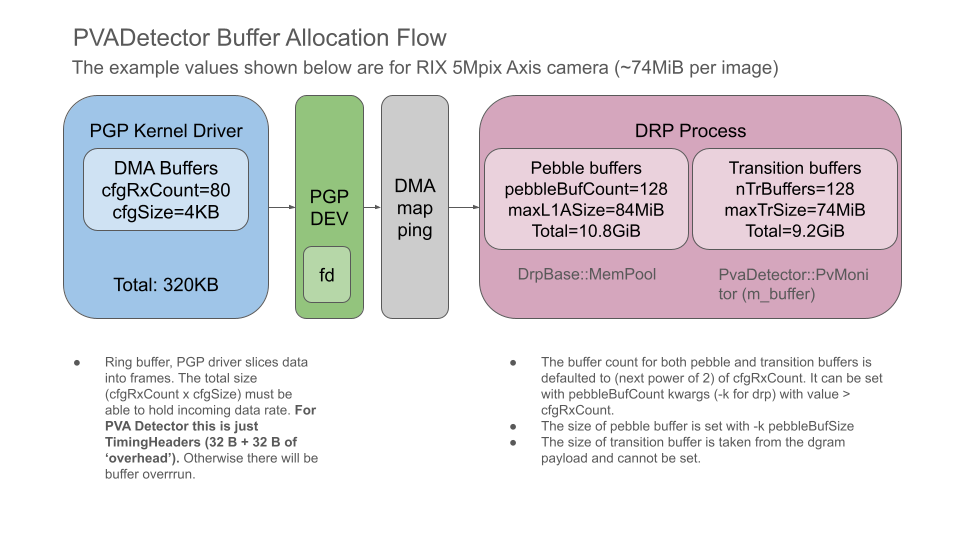 PVADetector Buffer Allocation Flow
The example values shown below are for RIX 5Mpix Axis camera (~74MiB per image)
PGP Kernel Driver
DMA Buffers
cfgRxCount=80
cfgSize=4KB
Total: 320KB
PGP
DEV
fd
DMA
map
ping
DRP Process
Pebble buffers
pebbleBufCount=128
maxL1ASize=84MiB
Total=10.8GiB
DrpBase::MemPool
Transition buffers
nTrBuffers=128
maxTrSize=74MiB
Total=9.2GiB
PvaDetector::PvMoni
tor (m_buffer)
● Ring buffer, PGP driver slices data
into frames. The total size
(cfgRxCount x cfgSize) must be
able to hold incoming data rate. For
PVA Detector this is just
TimingHeaders (32 B + 32 B of
‘overhead’). Otherwise there will be
buffer overrrun.
● The buffer count for both pebble and transition buffers is
defaulted to (next power of 2) of cfgRxCount. It can be set
with pebbleBufCount kwargs (-k for drp) with value >
cfgRxCount.
● The size of pebble buffer is set with -k pebbleBufSize
● The size of transition buffer is taken from the dgram
payload and cannot be set.